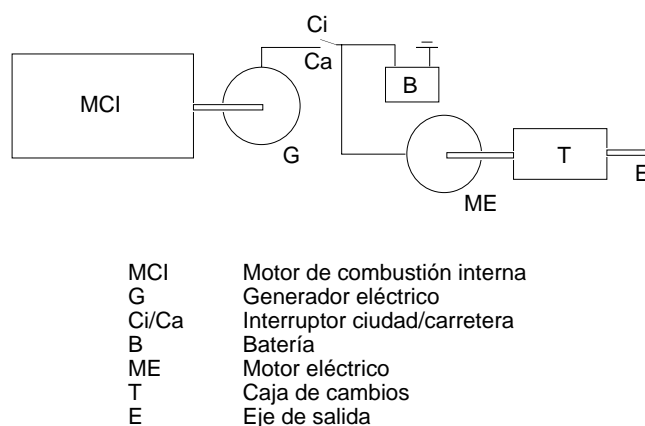 Ci
Ca
MCI
B
G
T
E
ME
MCI Motor de combustión interna
G Generador eléctrico
Ci/Ca Interruptor ciudad/carretera
B Batería
ME Motor eléctrico
T Caja de cambios
E Eje de salida